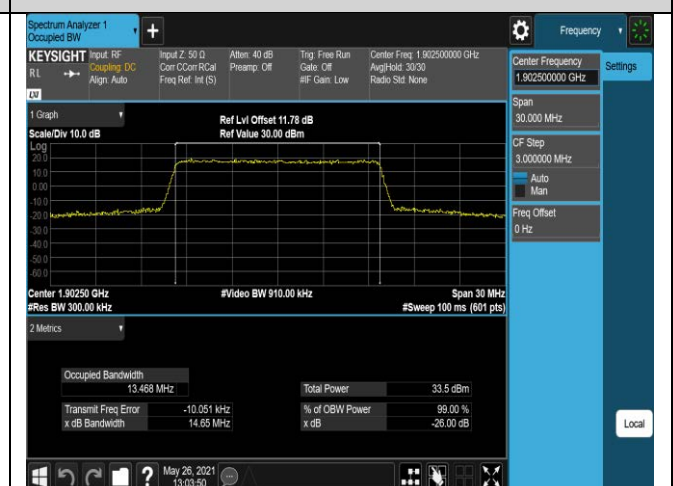 Spectrum Analyzer 1
Occupied BW
+
Frequency
KEYSIGHT
RL
LXI
Input: RF
Coupling: DC
Align: Auto
Input Z: 50 Ω
Corr CCorr RCal
Freq Ref: Int (S)
Atten: 40 dB
Preamp: Off
Trig: Free Run
Gate: Off
#IF Gain: Low
Center Freq: 1.902500000 GHz
Avg|Hold: 30/30
Radio Std: None
Center Frequency
1.902500000 GHz
Settings
Span
30.000 MHz
CF Step
3.000000 MHz
Auto
Man
Freq Offset
0 Hz
1 Graph
Scale/Div 10.0 dB
Ref Lvl Offset 11.78 dB
Ref Value 30.00 dBm
Log
20.0
10.0
0.00
-10.0
-20.0
-30.0
-40.0
-50.0
-60.0
Center 1.90250 GHz
#Res BW 300.00 kHz
#Video BW 910.00 kHz
Span 30 MHz
#Sweep 100 ms (601 pts)
2 Metrics
Occupied Bandwidth
13.468 MHz
Total Power 33.5 dBm
Transmit Freq Error -10.051 kHz
% of OBW Power 99.00 %
x dB Bandwidth 14.65 MHz
x dB -26.00 dB
Local
?
May 26, 2021
13:03:50